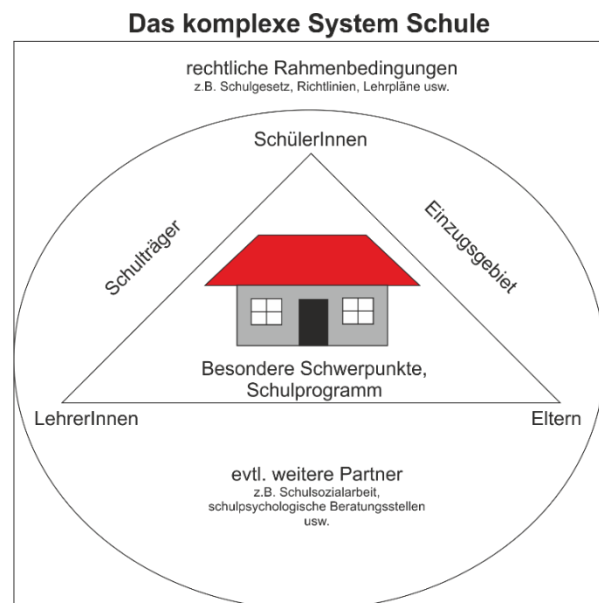 Das komplexe System Schule
rechtliche Rahmenbedingungen
z.B. Schulgesetz, Richtlinien, Lehrpläne usw.
SchülerInnen
Schulträger
Einzugsgebiet
Besondere Schwerpunkte,
Schulprogramm
LehrerInnen
Eltern
evtl. weitere Partner
z.B. Schulsozialarbeit,
schulpsychologische Beratungsstellen
usw.